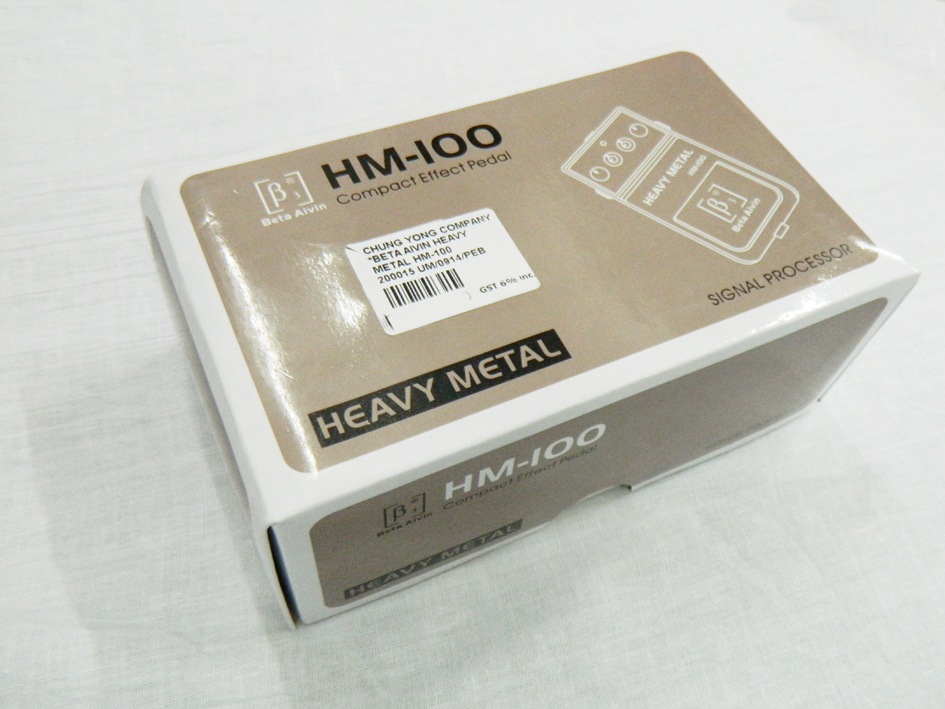 HM-100
Compact Effect Pedal
β
Beta Aivin
CHUNG YONG COMPANY
*BETA AIVIN HEAVY
METAL HM-100
200015 UM/0914/PEB
GST 6% inc.
HEAVY METAL
HM-100
β
Beta Aivin
SIGNAL PROCESSOR
HEAVY METAL
HM-100
Compact Effect Pedal
β
Beta Aivin
HEAVY METAL